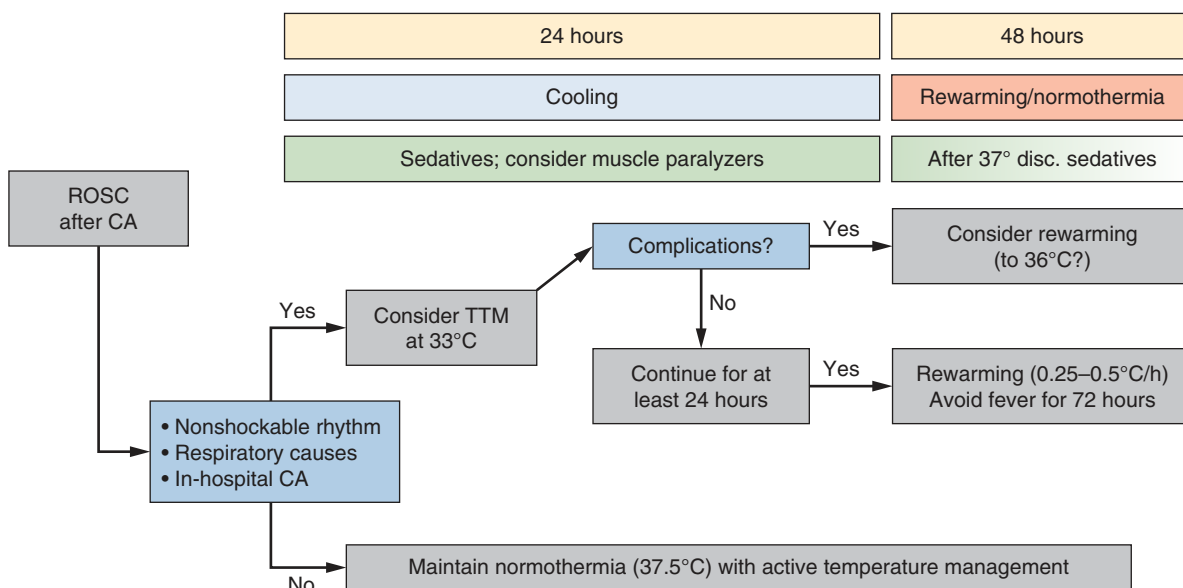 24 hours
48 hours
Cooling
Rewarming/normothermia
Sedatives; consider muscle paralyzers
After 37° disc. sedatives
ROSC
after CA
Complications?
Yes
Consider rewarming
(to 36°C?)
Yes
Consider TTM
at 33°C
No
Continue for at
least 24 hours
Yes
Rewarming (0.25–0.5°C/h)
Avoid fever for 72 hours
• Nonshockable rhythm
• Respiratory causes
• In-hospital CA
No
Maintain normothermia (37.5°C) with active temperature management